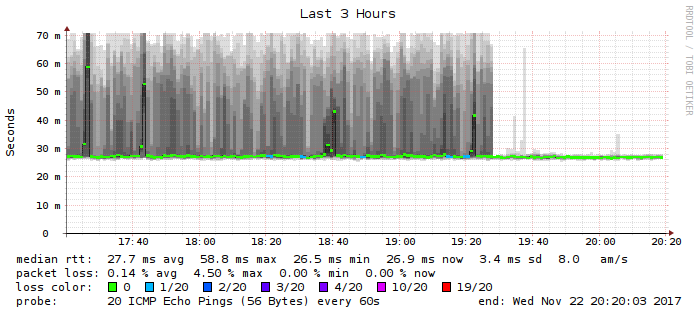 Last 3 Hours
RRDTOOL / TOBI OETIKER
Seconds
70 m
60 m
50 m
40 m
30 m
20 m
10 m
0
17:40 18:00 18:20 18:40 19:00 19:20 19:40 20:00 20:20
median rtt: 27.7 ms avg 58.8 ms max 26.5 ms min 26.9 ms now 3.4 ms sd 8.0 am/s
packet loss: 0.14 % avg 4.50 % max 0.00 % min 0.00 % now
loss color: 0 1/20 2/20 3/20 4/20 10/20 19/20
probe: 20 ICMP Echo Pings (56 Bytes) every 60s end: Wed Nov 22 20:20:03 2017